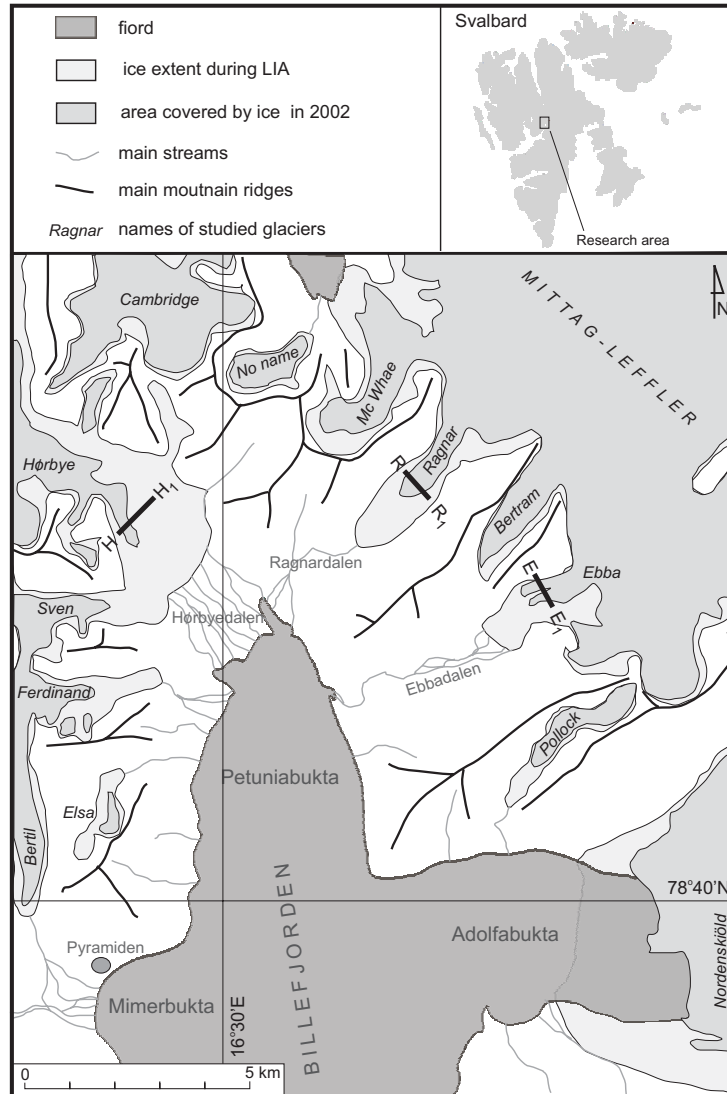 fiord
ice extent during LIA
area covered by ice in 2002
main streams
main moutnain ridges
Ragnar names of studied glaciers
Svalbard
Research area
N
MITTAG-LEFFLER
Cambridge
No name
Mc Whae
Hørbye
H H1
R R1
Ragnar
Bertram
Ragnardalen
E E1
Ebba
Sven
Hørbyedalen
Ferdinand
Ebbadalen
Pollock
Petuniabukta
Elsa
Bertil
78°40'N
Pyramiden
Adolfabukta
Nordenskiöld
Mimerbukta
16°30'E
BILLEFJORDEN
0 5 km